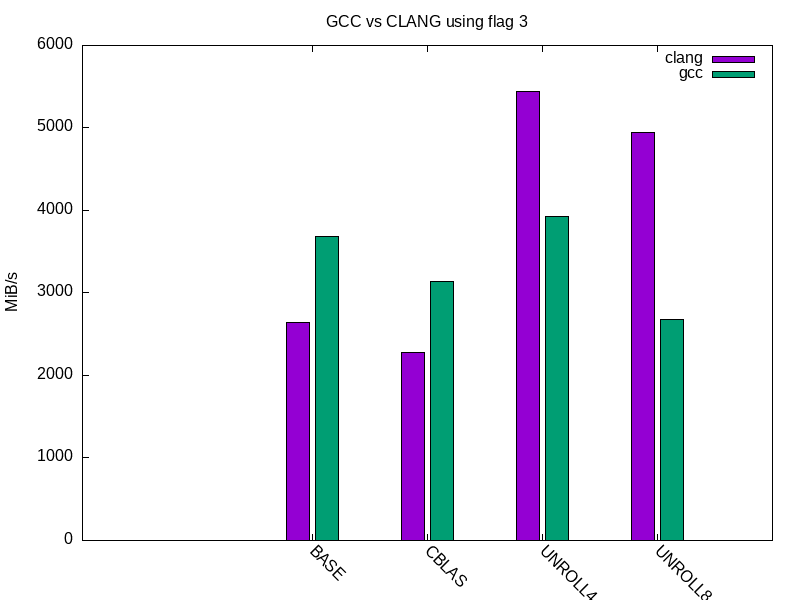 GCC vs CLANG using flag 3
6000
5000
4000
3000
2000
1000
0
MiB/s
clang
gcc
BASE
CBLAS
UNROLL4
UNROLL8